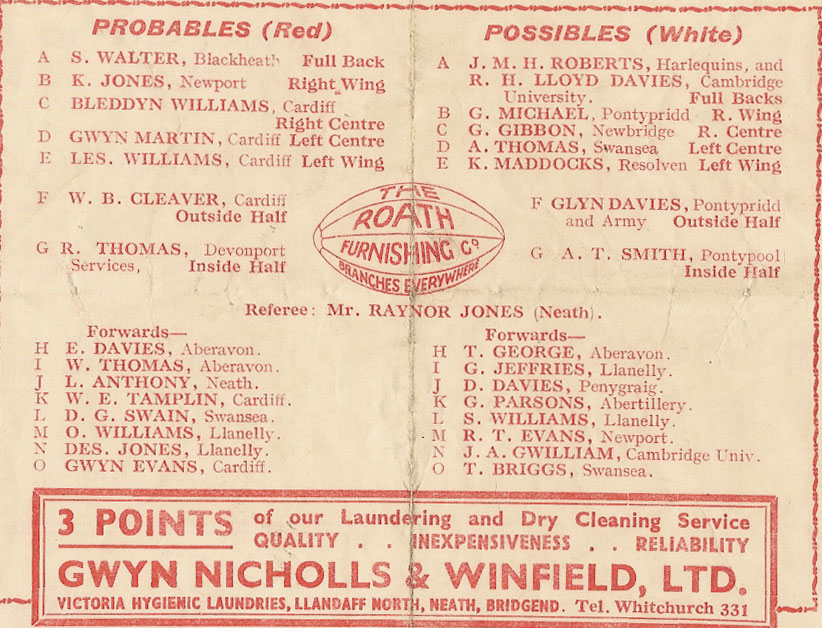 PROBABLES (Red)
A S. WALTER, Blackheath Full Back
B K. JONES, Newport Right Wing
C BLEDDYN WILLIAMS, Cardiff
Right Centre
D GWYN MARTIN, Cardiff Left Centre
E LES. WILLIAMS, Cardiff Left Wing
F W. B. CLEAVER, Cardiff
Outside Half
G R. THOMAS, Devonport
Services, Inside Half
POSSIBLES (White)
A J. M. H. ROBERTS, Harlequins, and
R. H. LLOYD DAVIES, Cambridge
University. Full Backs
B G. MICHAEL, Pontypridd R. Wing
C G. GIBBON, Newbridge R. Centre
D A. THOMAS, Swansea Left Centre
E K. MADDOCKS, Resolven Left Wing
F GLYN DAVIES, Pontypridd
and Army Outside Half
G A. T. SMITH, Pontypool
Inside Half
THE
ROATH
FURNISHING Co
BRANCHES EVERYWHERE
Referee: Mr. RAYNOR JONES (Neath).
Forwards—
H E. DAVIES, Aberavon.
I W. THOMAS, Aberavon.
J L. ANTHONY, Neath.
K W. E. TAMPLIN, Cardiff.
L D. G. SWAIN, Swansea.
M O. WILLIAMS, Llanelly.
N DES. JONES, Llanelly.
O GWYN EVANS, Cardiff.
Forwards—
H T. GEORGE, Aberavon.
I G. JEFFRIES, Llanelly.
J D. DAVIES, Penygraig.
K G. PARSONS, Abertillery.
L S. WILLIAMS, Llanelly.
M R. T. EVANS, Newport.
N J. A. GWILLIAM, Cambridge Univ.
O T. BRIGGS, Swansea.
3 POINTS of our Laundering and Dry Cleaning Service
QUALITY . . INEXPENSIVENESS . . RELIABILITY
GWYN NICHOLLS & WINFIELD, LTD.
VICTORIA HYGIENIC LAUNDRIES, LLANDAFF NORTH, NEATH, BRIDGEND. Tel. Whitchurch 331